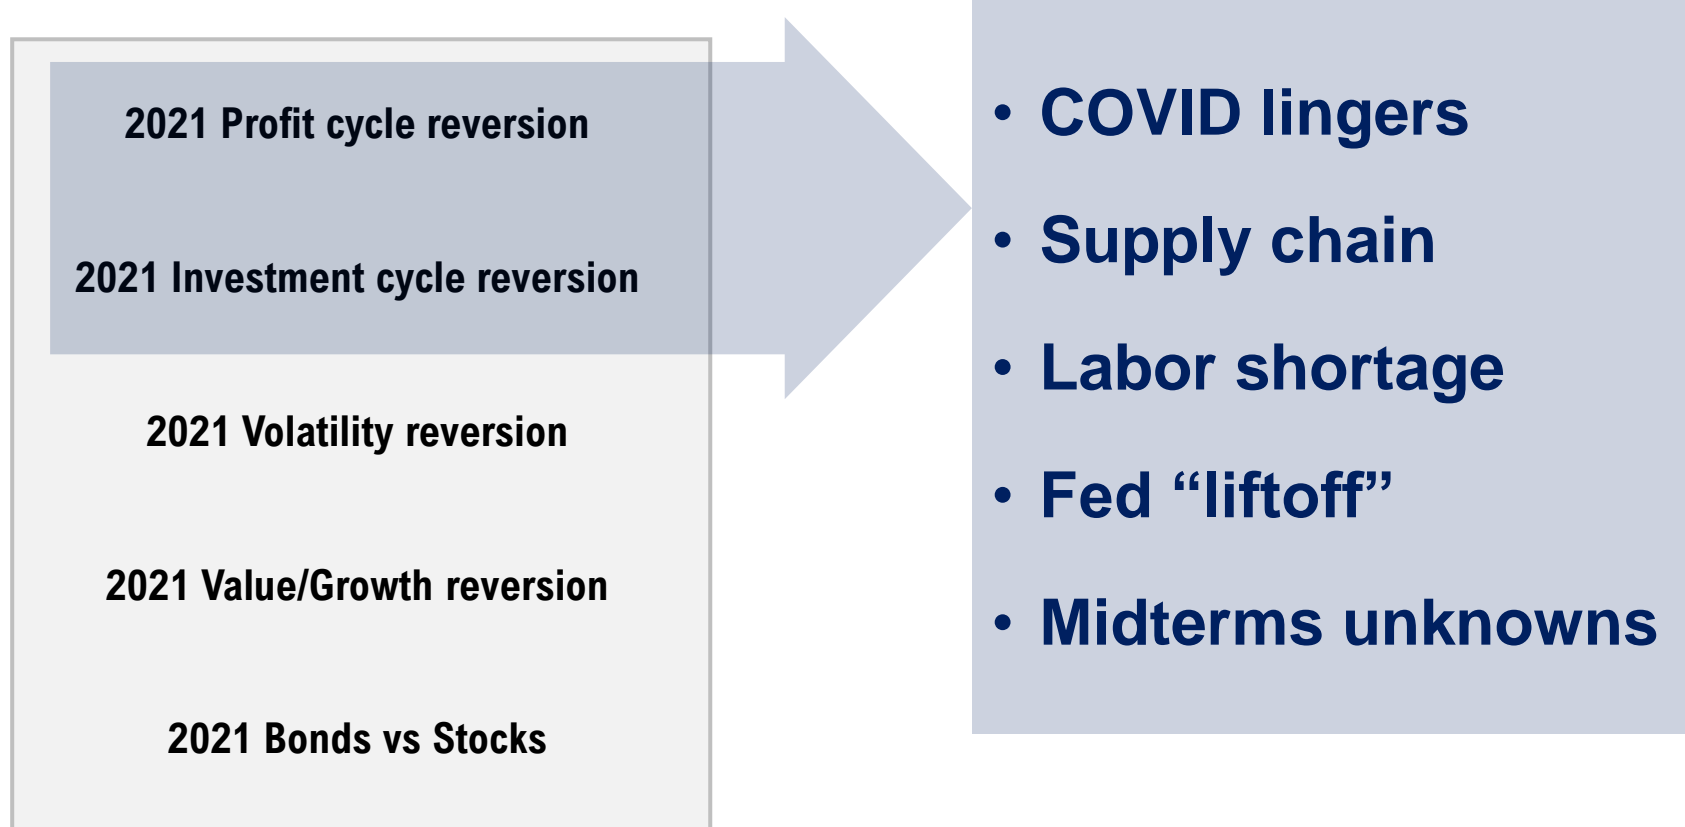 2021 Profit cycle reversion
2021 Investment cycle reversion
2021 Volatility reversion
2021 Value/Growth reversion
2021 Bonds vs Stocks
• COVID lingers
• Supply chain
• Labor shortage
• Fed “liftoff”
• Midterms unknowns